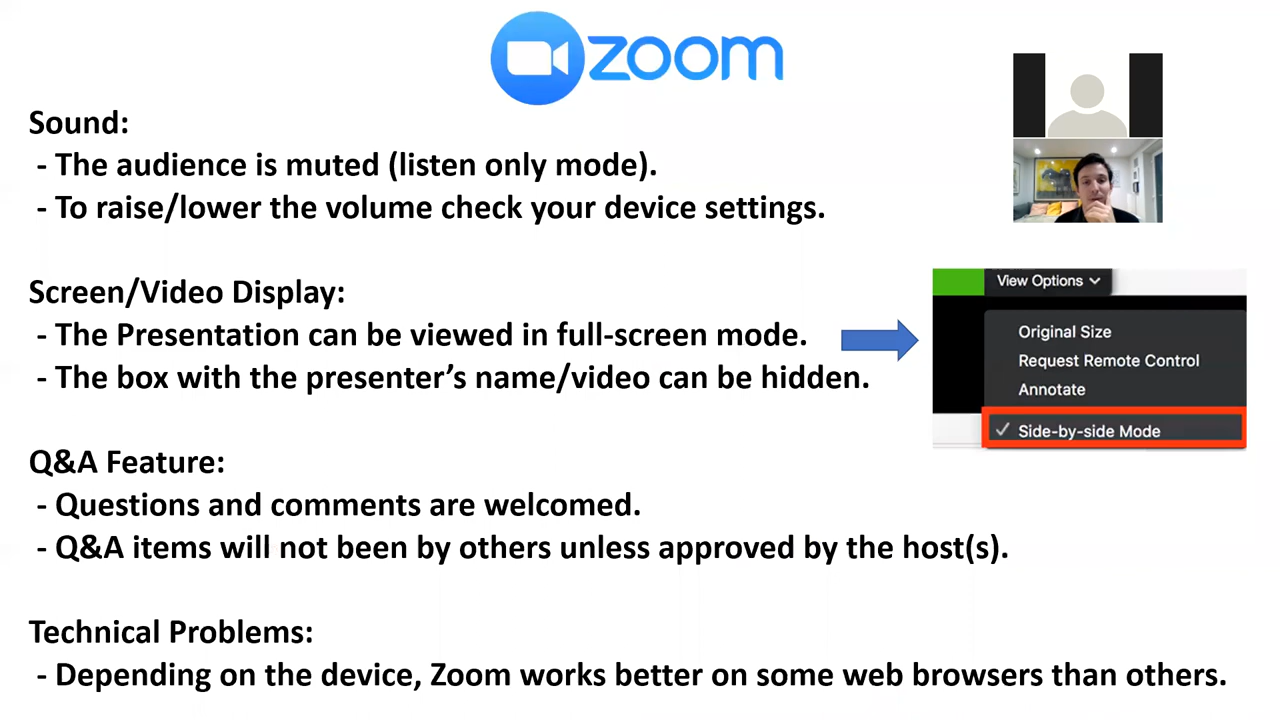 zoom
Sound:
- The audience is muted (listen only mode).
- To raise/lower the volume check your device settings.
Screen/Video Display:
- The Presentation can be viewed in full-screen mode.
- The box with the presenter’s name/video can be hidden.
View Options
Original Size
Request Remote Control
Annotate
Side-by-side Mode
Q&A Feature:
- Questions and comments are welcomed.
- Q&A items will not been by others unless approved by the host(s).
Technical Problems:
- Depending on the device, Zoom works better on some web browsers than others.